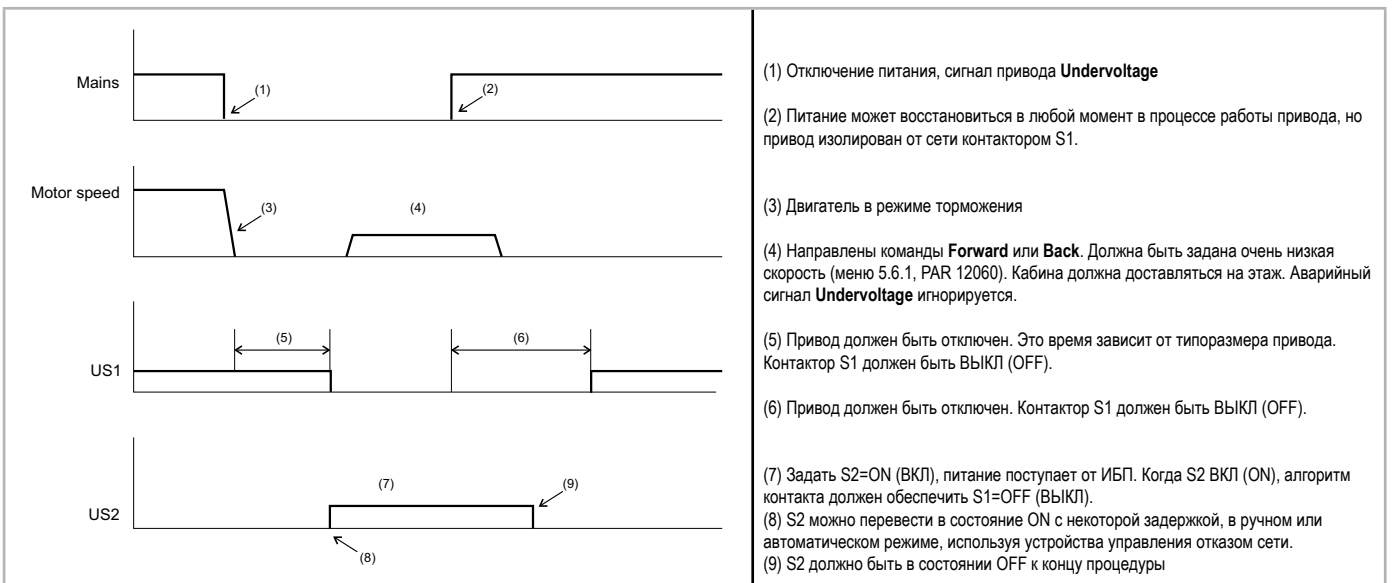 Mains
(1)
(2)
Motor speed
(3)
(4)
US1
(5)
(6)
US2
(7)
(9)
(8)
(1) Отключение питания, сигнал привода Undervoltage
(2) Питание может восстановиться в любой момент в процессе работы привода, но
привод изолирован от сети контактором S1.
(3) Двигатель в режиме торможения
(4) Направлены команды Forward или Back. Должна быть задана очень низкая
скорость (меню 5.6.1, PAR 12060). Кабина должна доставляться на этаж. Аварийный
сигнал Undervoltage игнорируется.
(5) Привод должен быть отключен. Это время зависит от типоразмера привода.
Контактор S1 должен быть ВЫКЛ (OFF).
(6) Привод должен быть отключен. Контактор S1 должен быть ВЫКЛ (OFF).
(7) Задать S2=ON (ВКЛ), питание поступает от ИБП. Когда S2 ВКЛ (ON), алгоритм
контакта должен обеспечить S1=OFF (ВЫКЛ).
(8) S2 можно перевести в состояние ON с некоторой задержкой, в ручном или
автоматическом режиме, используя устройства управления отказом сети.
(9) S2 должно быть в состоянии OFF к концу процедуры